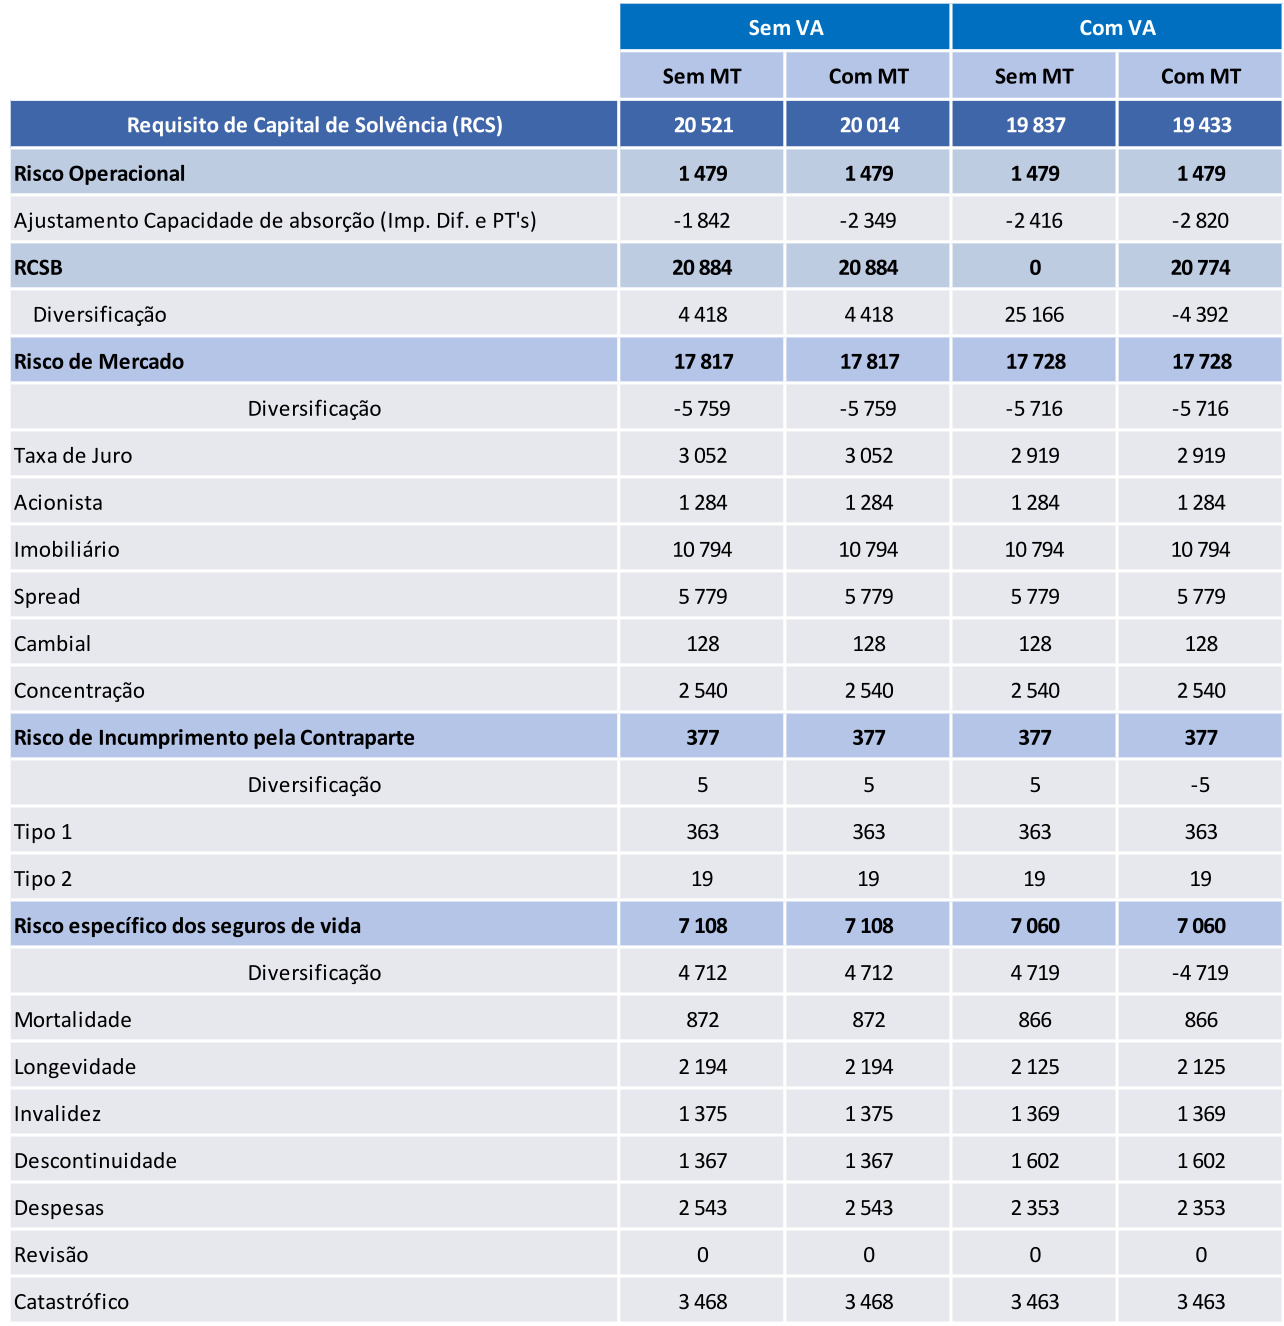 Sem VA Com VA
Sem MT Com MT Sem MT Com MT
Requisito de Capital de Solvência (RCS) 20 521 20 014 19 837 19 433
Risco Operacional 1 479 1 479 1 479 1 479
Ajustamento Capacidade de absorção (Imp. Dif. e PT's) -1 842 -2 349 -2 416 -2 820
RCSB 20 884 20 884 0 20 774
Diversificação 4 418 4 418 25 166 -4 392
Risco de Mercado 17 817 17 817 17 728 17 728
Diversificação -5 759 -5 759 -5 716 -5 716
Taxa de Juro 3 052 3 052 2 919 2 919
Acionista 1 284 1 284 1 284 1 284
Imobiliário 10 794 10 794 10 794 10 794
Spread 5 779 5 779 5 779 5 779
Cambial 128 128 128 128
Concentração 2 540 2 540 2 540 2 540
Risco de Incumprimento pela Contraparte 377 377 377 377
Diversificação 5 5 5 -5
Tipo 1 363 363 363 363
Tipo 2 19 19 19 19
Risco específico dos seguros de vida 7 108 7 108 7 060 7 060
Diversificação 4 712 4 712 4 719 -4 719
Mortalidade 872 872 866 866
Longevidade 2 194 2 194 2 125 2 125
Invalidez 1 375 1 375 1 369 1 369
Descontinuidade 1 367 1 367 1 602 1 602
Despesas 2 543 2 543 2 353 2 353
Revisão 0 0 0 0
Catastrófico 3 468 3 468 3 463 3 463